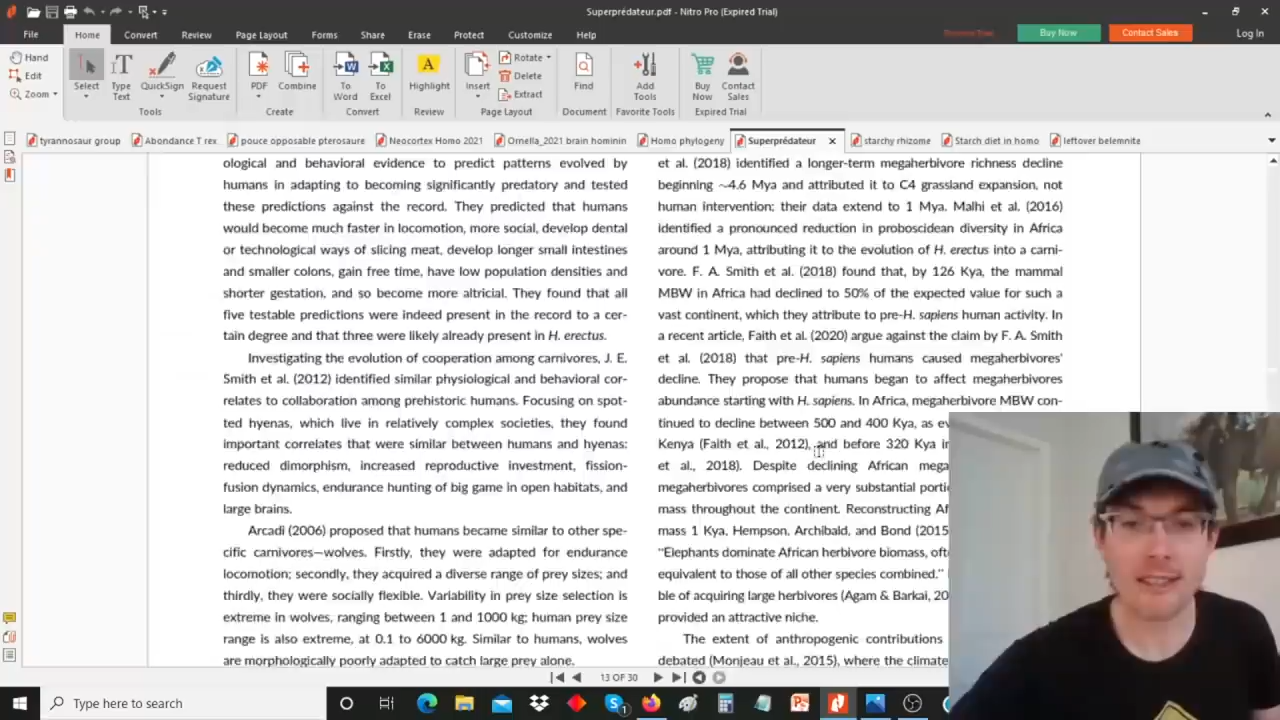 Superprédateur.pdf - Nitro Pro (Expired Trial)
File
Home
Convert
Review
Page Layout
Forms
Share
Erase
Protect
Customize
Help
Buy Now
Contact Sales
Log In
Hand
Edit
Zoom
Select
Type Text
QuickSign
Request Signature
Tools
PDF
Combine
Create
To Word
To Excel
Convert
Highlight
Review
Insert
Rotate
Delete
Extract
Page Layout
Find
Document
Add Tools
Favorite Tools
Buy Now
Contact Sales
Expired Trial
tyrannosaur group
Abondance T rex
pouce opposable pterosaure
Neocortex Homo 2021
Ornella_2021 brain hominin
Homo phylogeny
Superprédateur
starchy rhizome
Starch diet in homo
leftover belemnite
ological and behavioral evidence to predict patterns evolved by
humans in adapting to becoming significantly predatory and tested
these predictions against the record. They predicted that humans
would become much faster in locomotion, more social, develop dental
or technological ways of slicing meat, develop longer small intestines
and smaller colons, gain free time, have low population densities and
shorter gestation, and so become more altricial. They found that all
five testable predictions were indeed present in the record to a cer-
tain degree and that three were likely already present in H. erectus.
Investigating the evolution of cooperation among carnivores, J. E.
Smith et al. (2012) identified similar physiological and behavioral cor-
relates to collaboration among prehistoric humans. Focusing on spot-
ted hyenas, which live in relatively complex societies, they found
important correlates that were similar between humans and hyenas:
reduced dimorphism, increased reproductive investment, fission-
fusion dynamics, endurance hunting of big game in open habitats, and
large brains.
Arcadi (2006) proposed that humans became similar to other spe-
cific carnivores—wolves. Firstly, they were adapted for endurance
locomotion; secondly, they acquired a diverse range of prey sizes; and
thirdly, they were socially flexible. Variability in prey size selection is
extreme in wolves, ranging between 1 and 1000 kg; human prey size
range is also extreme, at 0.1 to 6000 kg. Similar to humans, wolves
are morphologically poorly adapted to catch large prey alone.
et al. (2018) identified a longer-term megaherbivore richness decline
beginning ~4.6 Mya and attributed it to C4 grassland expansion, not
human intervention; their data extend to 1 Mya. Malhi et al. (2016)
identified a pronounced reduction in proboscidean diversity in Africa
around 1 Mya, attributing it to the evolution of H. erectus into a carni-
vore. F. A. Smith et al. (2018) found that, by 126 Kya, the mammal
MBW in Africa had declined to 50% of the expected value for such a
vast continent, which they attribute to pre-H. sapiens human activity. In
a recent article, Faith et al. (2020) argue against the claim by F. A. Smith
et al. (2018) that pre-H. sapiens humans caused megaherbivores'
decline. They propose that humans began to affect megaherbivores
abundance starting with H. sapiens. In Africa, megaherbivore MBW con-
tinued to decline between 500 and 400 Kya, as ev
Kenya (Faith et al., 2012), and before 320 Kya in
et al., 2018). Despite declining African mega
megaherbivores comprised a very substantial porti
mass throughout the continent. Reconstructing Af
mass 1 Kya, Hempson, Archibald, and Bond (2015
"Elephants dominate African herbivore biomass, oft
equivalent to those of all other species combined."
ble of acquiring large herbivores (Agam & Barkai, 20
provided an attractive niche.
The extent of anthropogenic contributions
debated (Monjeau et al., 2015), where the climate
13 OF 30
Type here to search